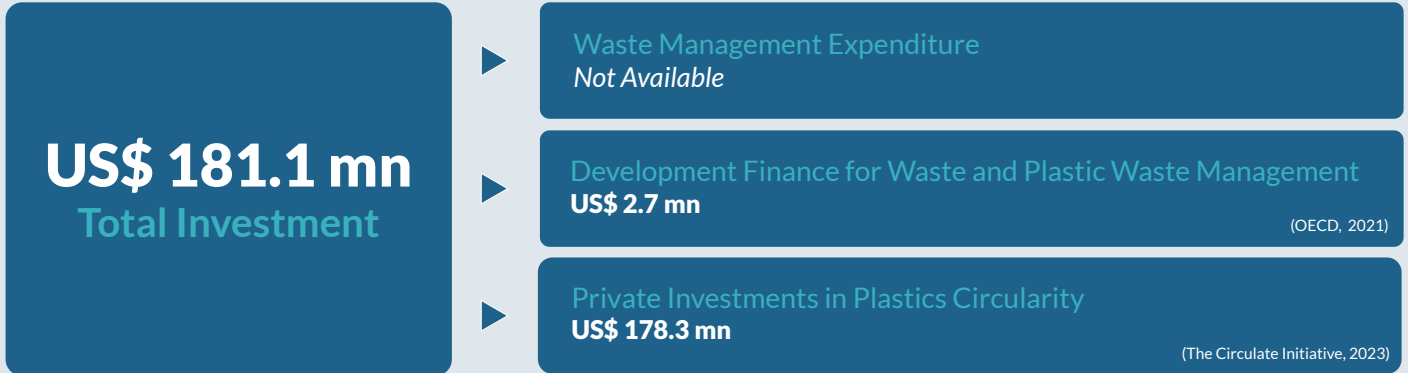 US$ 181.1 mn
Total Investment
Waste Management Expenditure
Not Available
Development Finance for Waste and Plastic Waste Management
US$ 2.7 mn
(OECD, 2021)
Private Investments in Plastics Circularity
US$ 178.3 mn
(The Circulate Initiative, 2023)